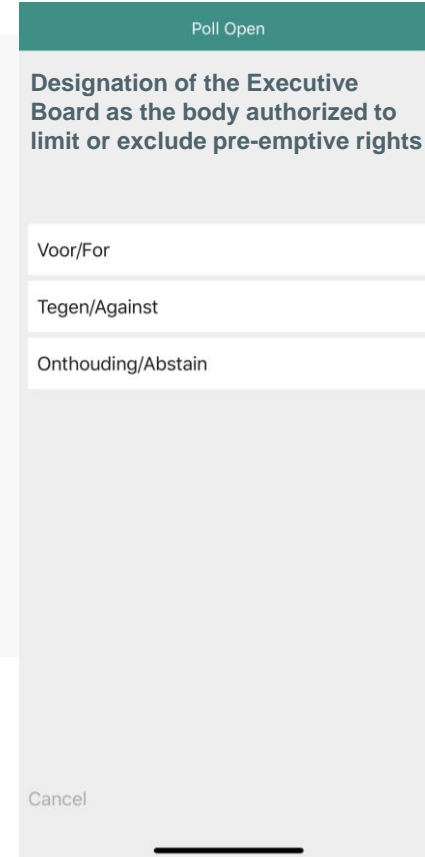 Poll Open
Designation of the Executive
Board as the body authorized to
limit or exclude pre-emptive rights
Voor/For
Tegen/Against
Onthouding/Abstain
Cancel